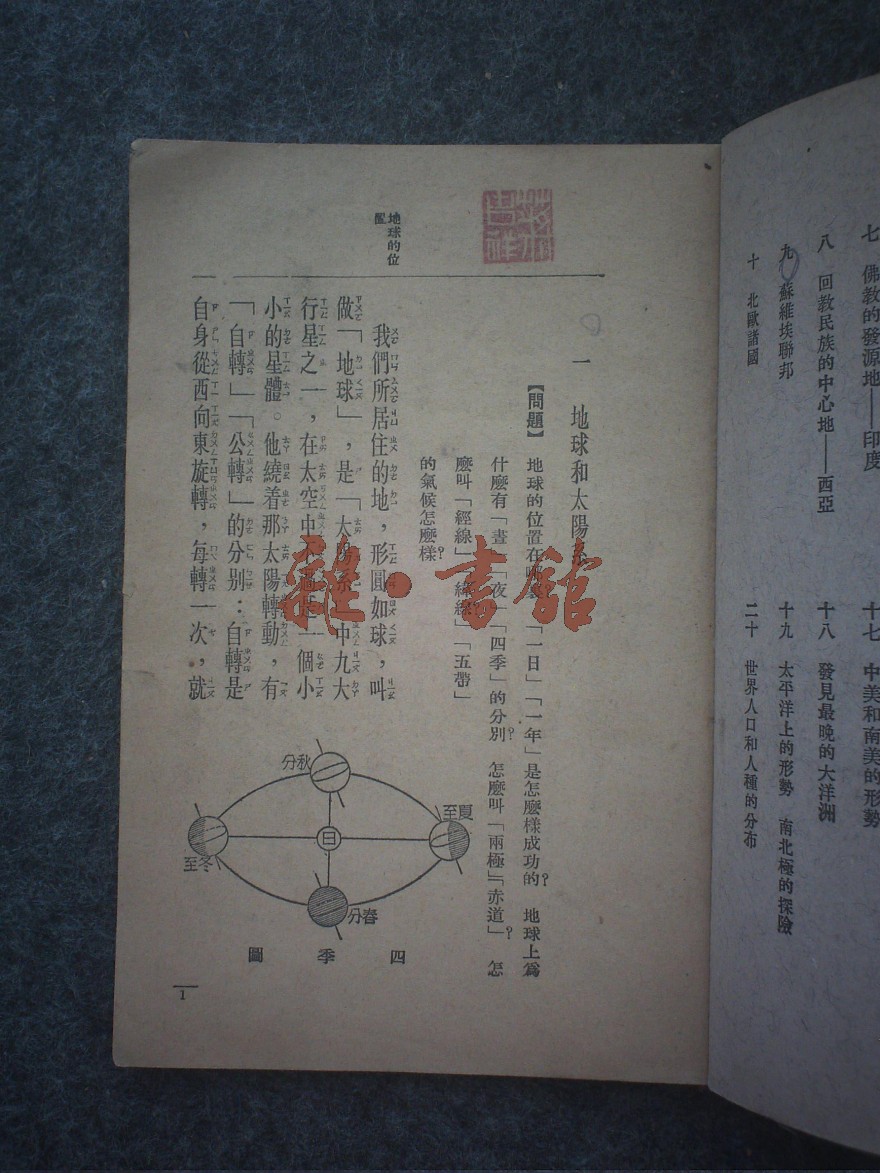 七 佛教的發源地——印度
八 回教民族的中心地——西亞
九 蘇維埃聯邦
十 北歐諸國
十七 中美和南美的形勢
十八 發見最晚的大洋洲
十九 太平洋上的形勢 南北極的探險
二十 世界人口和人種的分布
一 地球和太陽系
【問題】 地球的位置在 「一日」「一年」是怎麼樣成功的? 地球上爲
什麼有「晝」「夜」「四季」的分別? 怎麼叫「兩極」「赤道」? 怎
麼叫「經線」「緯線」「五帶」
的氣候怎麼樣?
地球的位
置
我們所居住的地,形圓如球,叫
做「地球」,是「太陽系」中九大
行星之一,在太空中不過是一個小
小的星體。他繞着那太陽轉動,有
「自轉」「公轉」的分别:自轉是
自身從西向東旋轉,每轉一次,就
分秋
至夏
日
至冬
分春
圖季四
1
雜·書館